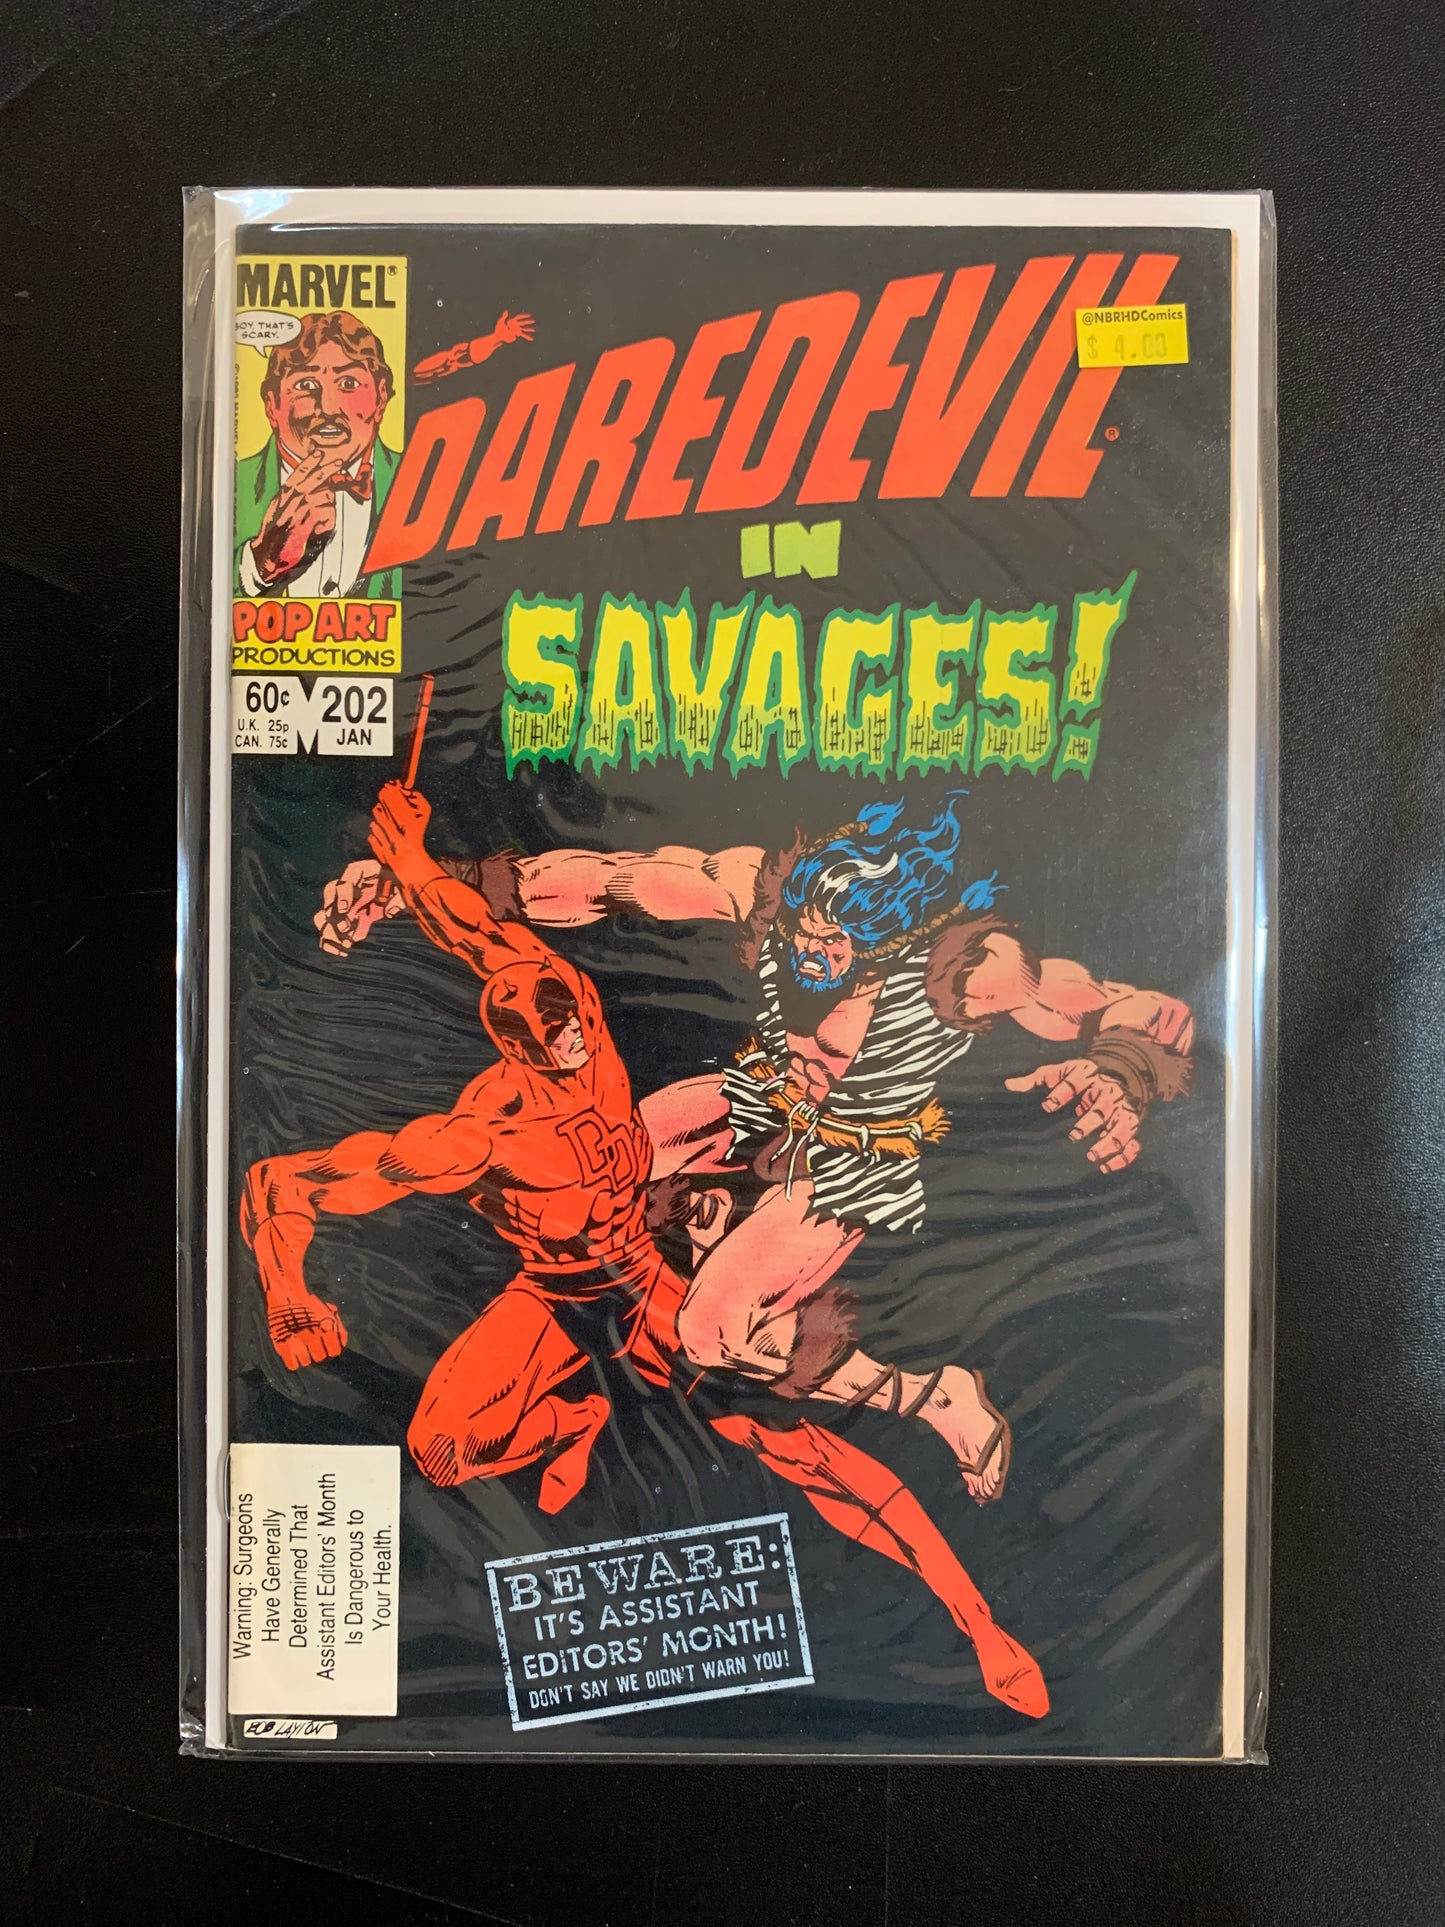 MARVEL®
BOY, THAT'S
SCARY.
POP ART
PRODUCTIONS
60¢
U.K. 25p
CAN. 75¢
202
JAN
DAREDEVIL®
@NBRHDComics
$ 4.00
IN
SAVAGES!
DD
Warning: Surgeons
Have Generally
Determined That
Assistant Editors' Month
Is Dangerous to
Your Health.
BOB LAYTON
BEWARE:
IT'S ASSISTANT
EDITORS' MONTH!
DON'T SAY WE DIDN'T WARN YOU!